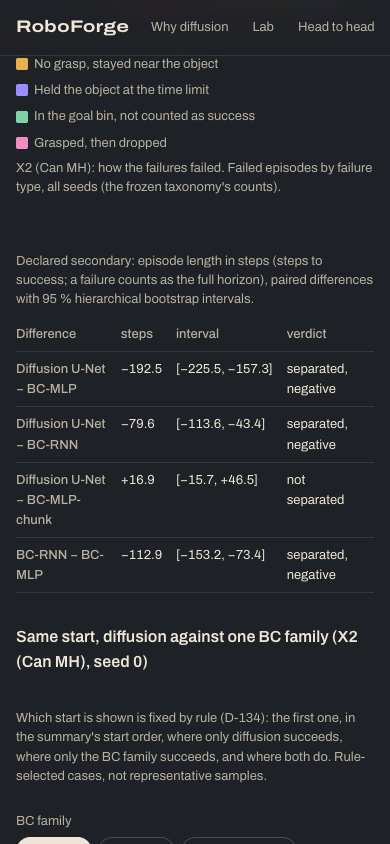 RoboForge Why diffusion Lab Head to head
No grasp, stayed near the object
Held the object at the time limit
In the goal bin, not counted as success
Grasped, then dropped
X2 (Can MH): how the failures failed. Failed episodes by failure
type, all seeds (the frozen taxonomy's counts).
Declared secondary: episode length in steps (steps to
success; a failure counts as the full horizon), paired differences
with 95 % hierarchical bootstrap intervals.
Difference steps interval verdict
Diffusion U-Net −192.5 [−225.5, −157.3] separated,
− BC-MLP negative
Diffusion U-Net −79.6 [−113.6, −43.4] separated,
− BC-RNN negative
Diffusion U-Net +16.9 [−15.7, +46.5] not
− BC-MLP- separated
chunk
BC-RNN − BC- −112.9 [−153.2, −73.4] separated,
MLP negative
Same start, diffusion against one BC family (X2
(Can MH), seed 0)
Which start is shown is fixed by rule (D-134): the first one, in
the summary's start order, where only diffusion succeeds,
where only the BC family succeeds, and where both do. Rule-
selected cases, not representative samples.
BC family